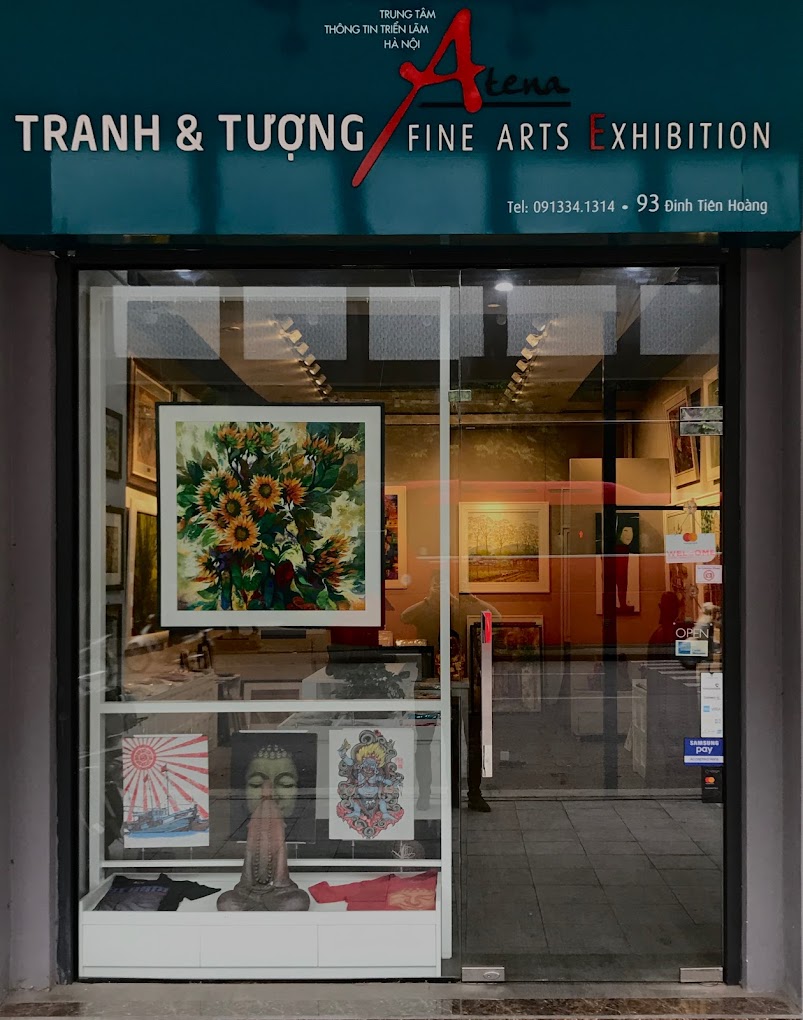 TRUNG TÂM
THÔNG TIN TRIỂN LÃM
HÀ NỘI
Atena
TRANH & TƯỢNG
FINE ARTS EXHIBITION
Tel: 091334.1314 • 93 Đinh Tiên Hoàng
WELCOME
OPEN
SAMSUNG
pay